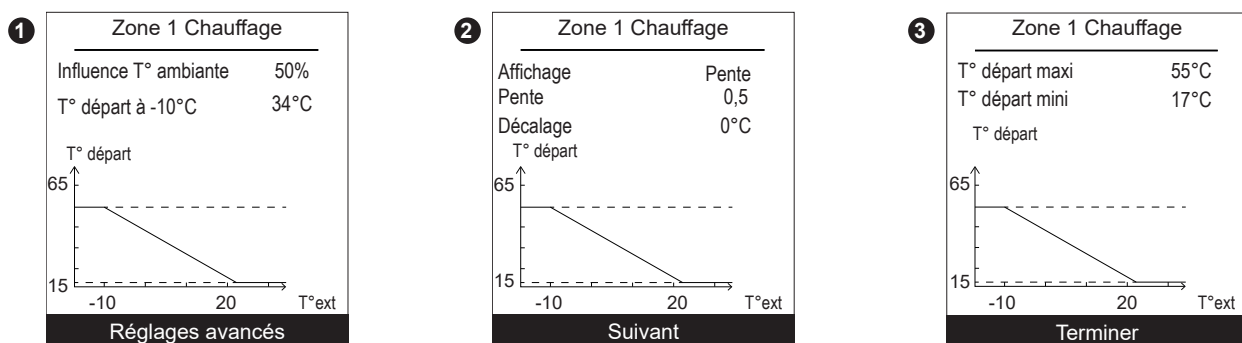 1
Zone 1 Chauffage
Influence T° ambiante 50%
T° départ à -10°C 34°C
T° départ
65
15
-10 20 T°ext
Réglages avancés
2
Zone 1 Chauffage
Affichage Pente
Pente 0,5
Décalage 0°C
T° départ
65
15
-10 20 T°ext
Suivant
3
Zone 1 Chauffage
T° départ maxi 55°C
T° départ mini 17°C
T° départ
65
15
-10 20 T°ext
Terminer